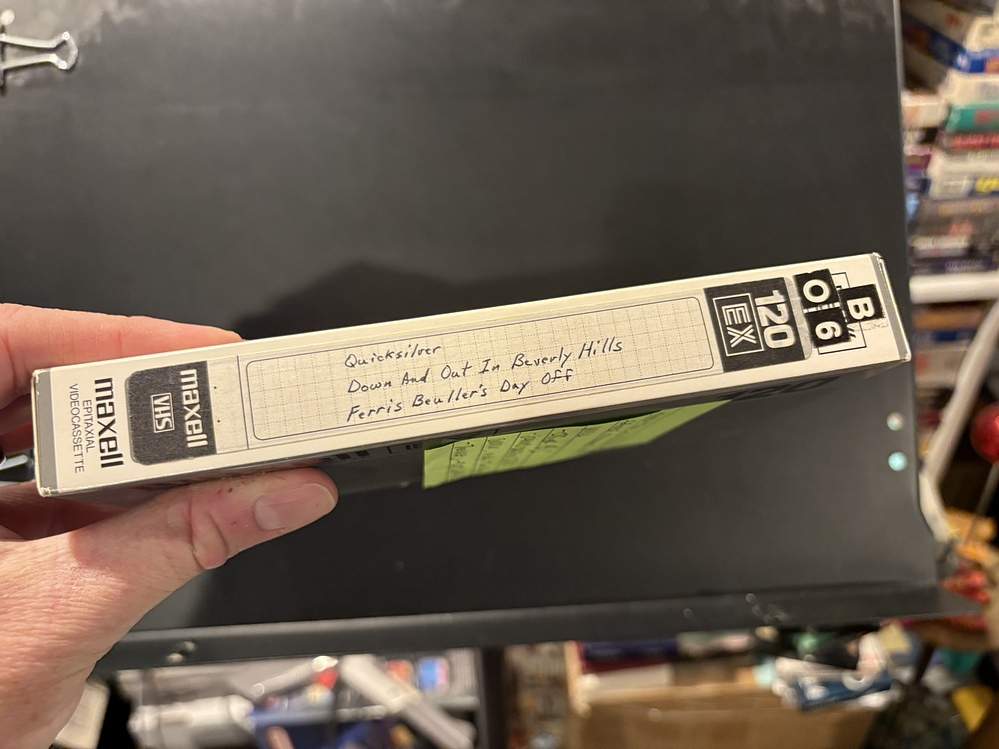 maxell
EPITAXIAL
VIDEOCASSETTE
maxell
VHS
Quicksilver
Down And Out In Beverly Hills
Ferris Beuller's Day Off
120
EX
B
O 6